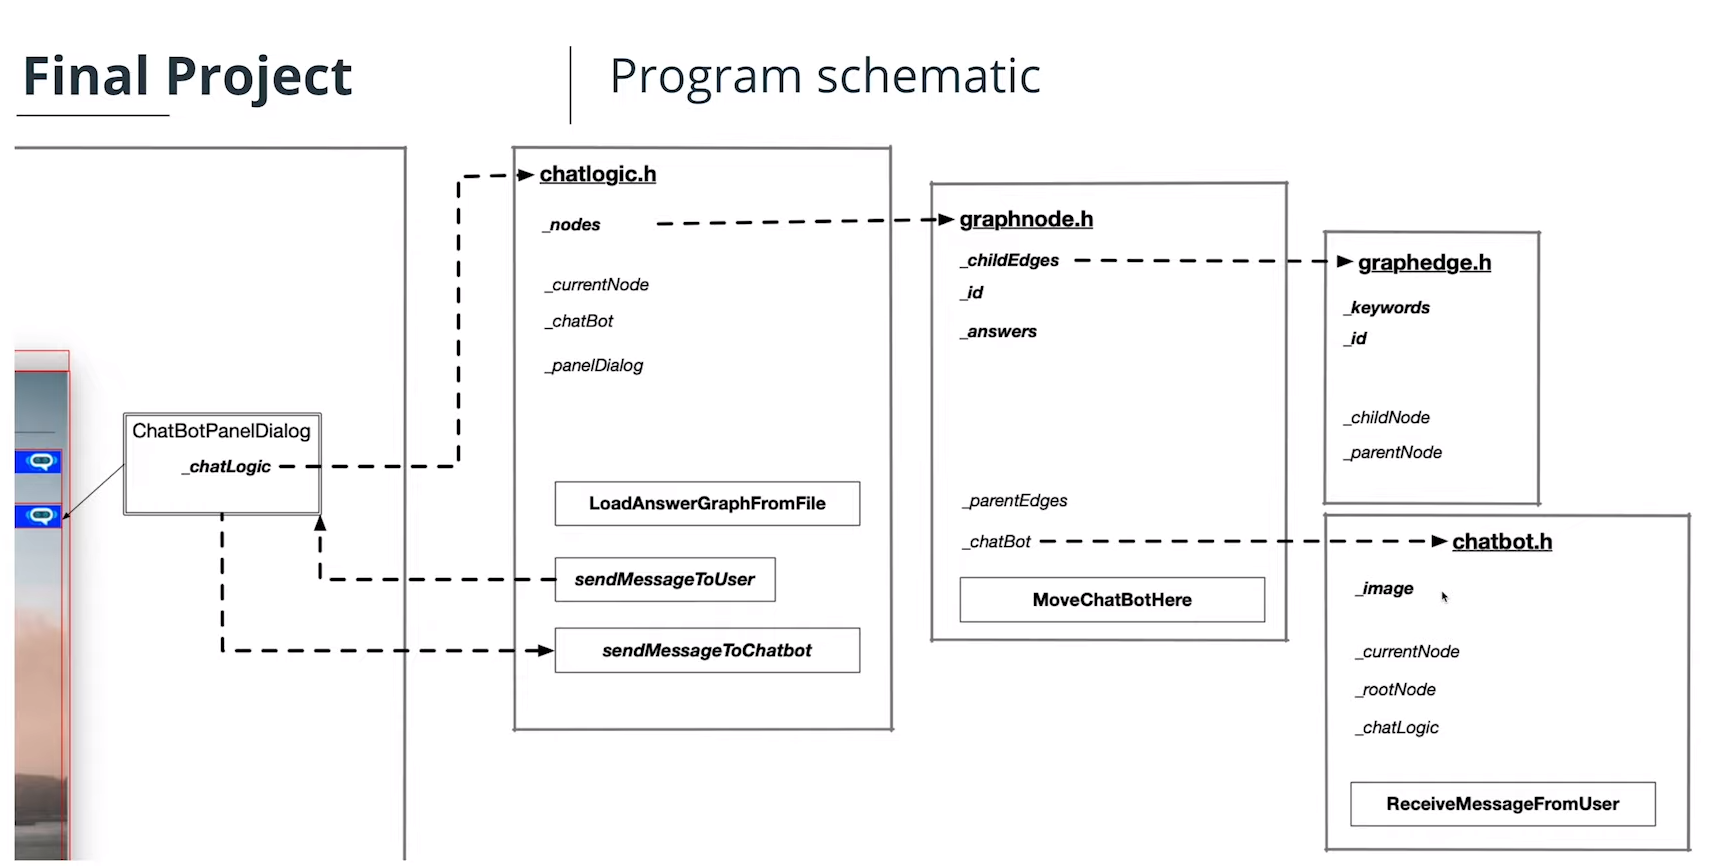 Final Project
Program schematic
ChatBotPanelDialog
_chatLogic
chatlogic.h
_nodes
_currentNode
_chatBot
_panelDialog
LoadAnswerGraphFromFile
sendMessageToUser
sendMessageToChatbot
graphnode.h
_childEdges
_id
_answers
_parentEdges
_chatBot
MoveChatBotHere
graphedge.h
_keywords
_id
_childNode
_parentNode
chatbot.h
_image
_currentNode
_rootNode
_chatLogic
ReceiveMessageFromUser